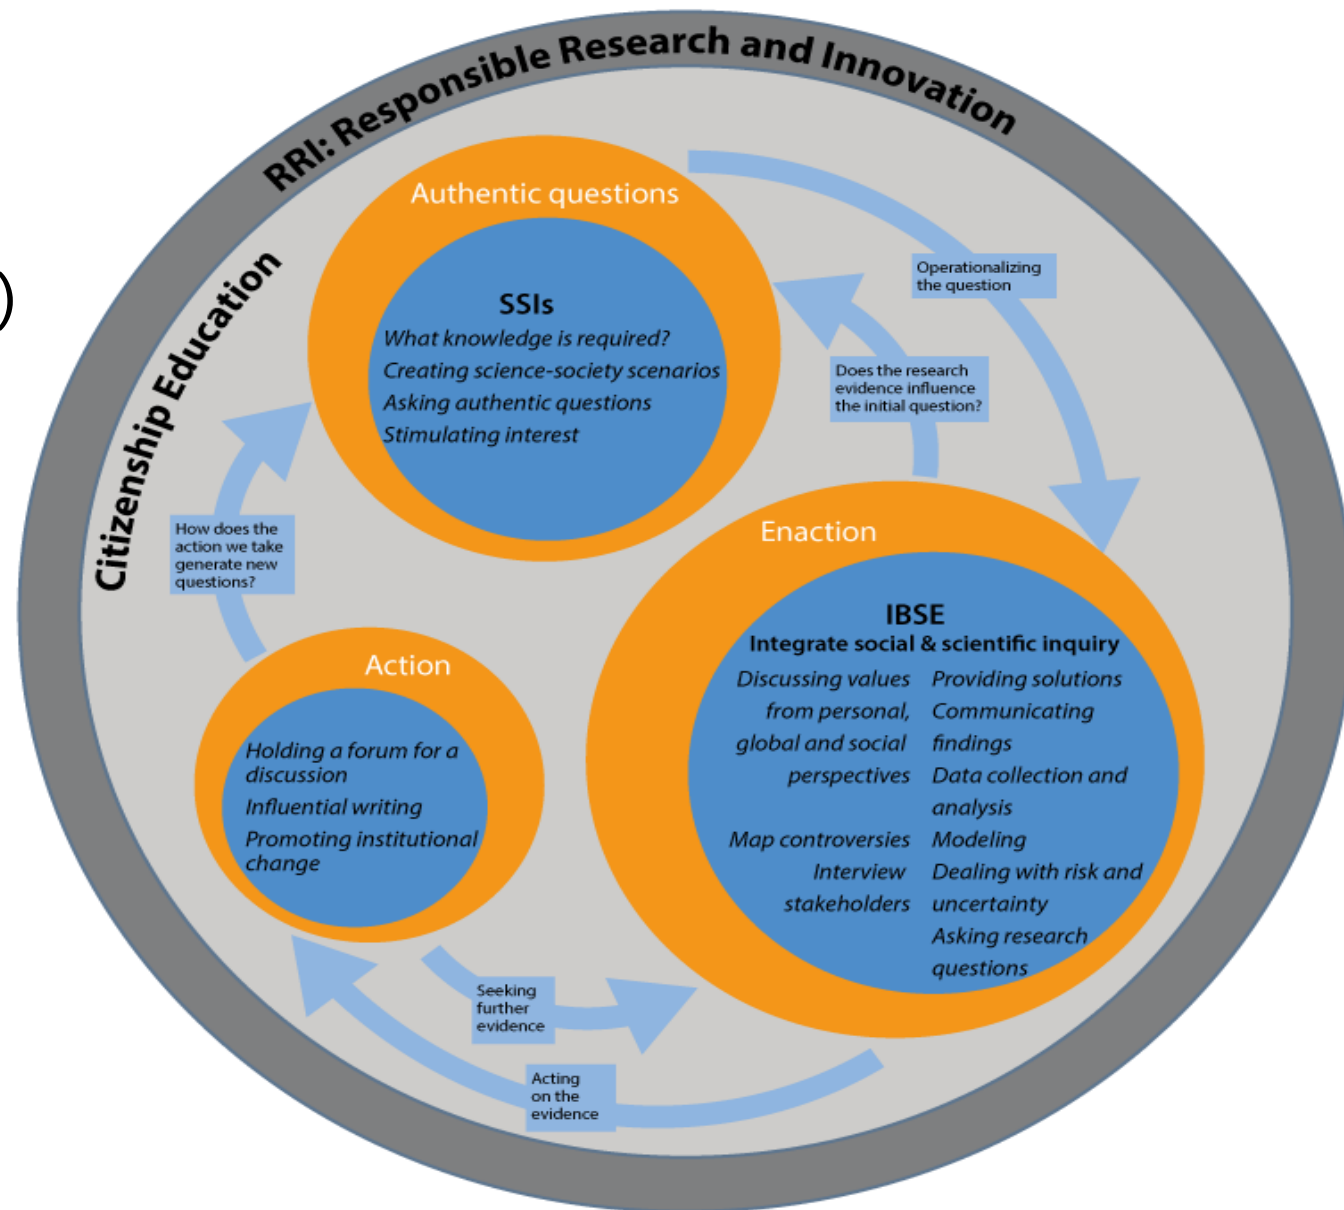 RRI: Responsible Research and Innovation
Citizenship Education
)
Authentic questions
SSIs
What knowledge is required?
Creating science-society scenarios
Asking authentic questions
Stimulating interest
Operationalizing
the question
Does the research
evidence influence
the initial question?
Enaction
IBSE
Integrate social & scientific inquiry
Discussing values
from personal,
global and social
perspectives
Map controversies
Interview
stakeholders
Providing solutions
Communicating
findings
Data collection and
analysis
Modeling
Dealing with risk and
uncertainty
Asking research
questions
How does the
action we take
generate new
questions?
Action
Holding a forum for a
discussion
Influential writing
Promoting institutional
change
Seeking
further
evidence
Acting
on the
evidence